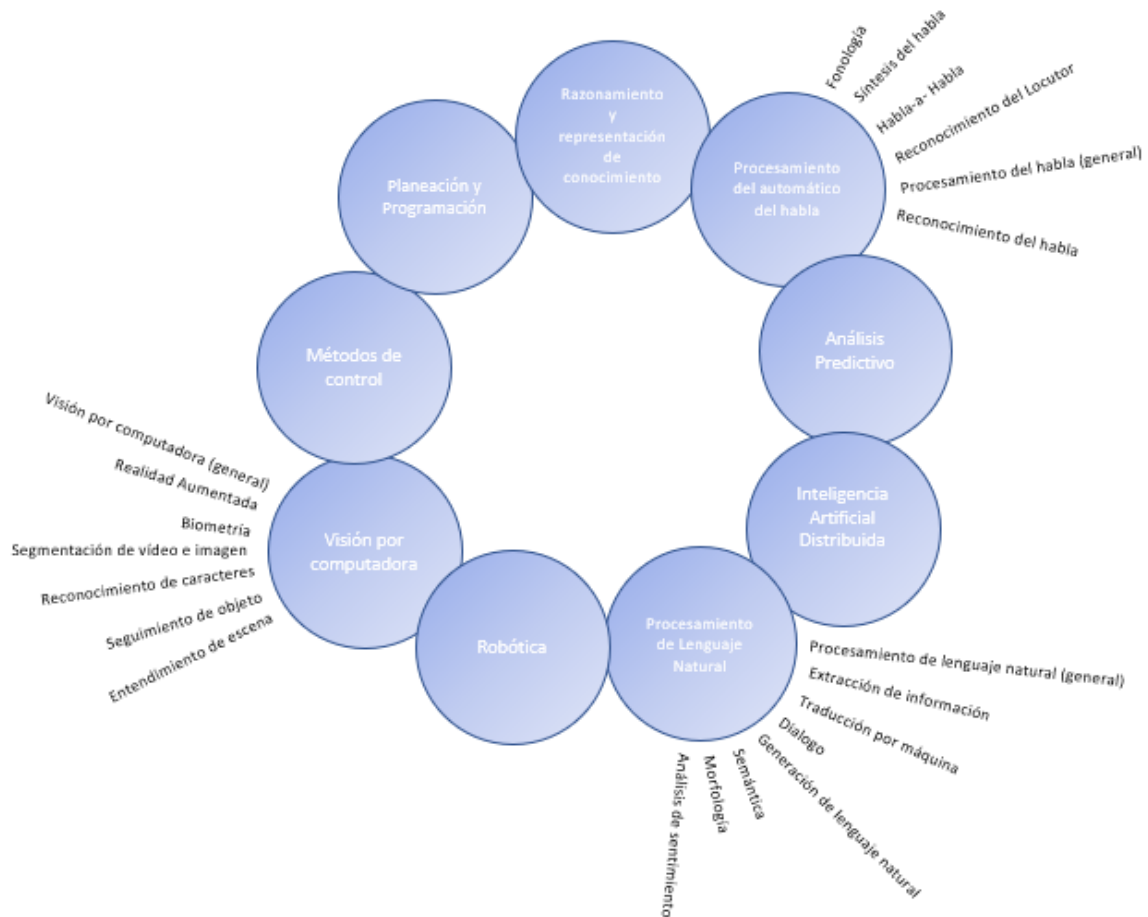 Razonamiento
y
representación
de
conocimiento
Fonología
Síntesis del habla
Habla-a- Habla
Reconocimiento del Locutor
Procesamiento del habla (general)
Reconocimiento del habla
Procesamiento
del automático
del habla
Planeación y
Programación
Análisis
Predictivo
Métodos de
control
Inteligencia
Artificial
Distribuida
Visión por computadora (general)
Realidad Aumentada
Biometría
Segmentación de vídeo e imagen
Reconocimiento de caracteres
Seguimiento de objeto
Entendimiento de escena
Visión por
computadora
Robótica
Procesamiento
de Lenguaje
Natural
Procesamiento de lenguaje natural (general)
Extracción de información
Traducción por máquina
Dialogo
Generación de lenguaje natural
Semántica
Morfología
Análisis de sentimiento